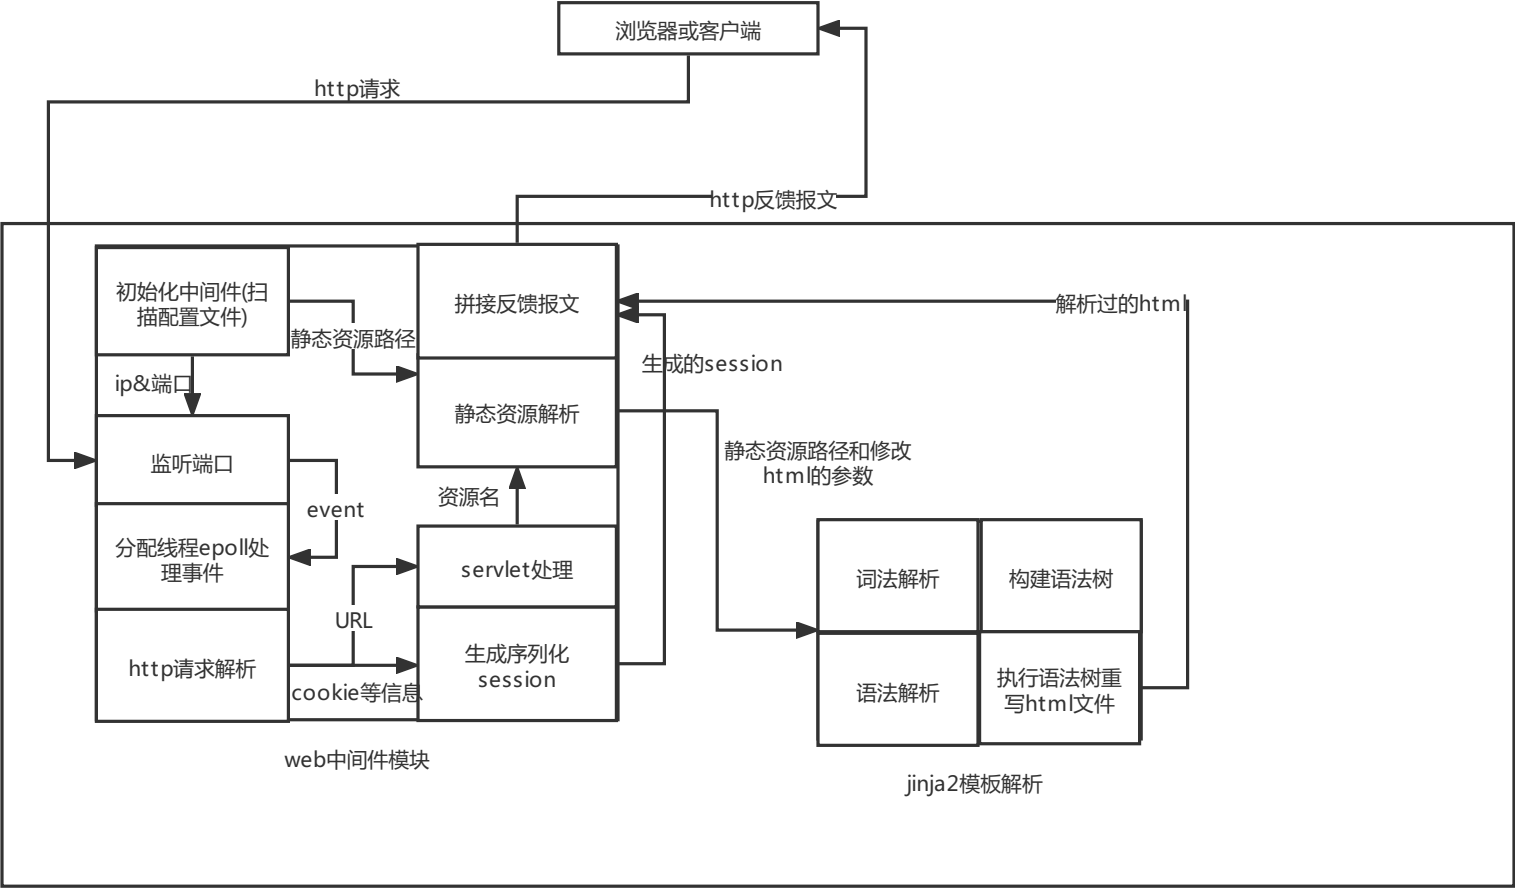 浏览器或客户端
http请求
http反馈报文
初始化中间件(扫
描配置文件)
拼接反馈报文
解析过的html
静态资源路径
生成的session
ip&端口
静态资源解析
静态资源路径和修改
html的参数
监听端口
资源名
event
分配线程epoll处
理事件
servlet处理
词法解析
构建语法树
URL
http请求解析
生成序列化
session
cookie等信息
语法解析
执行语法树重
写html文件
web中间件模块
jinja2模板解析